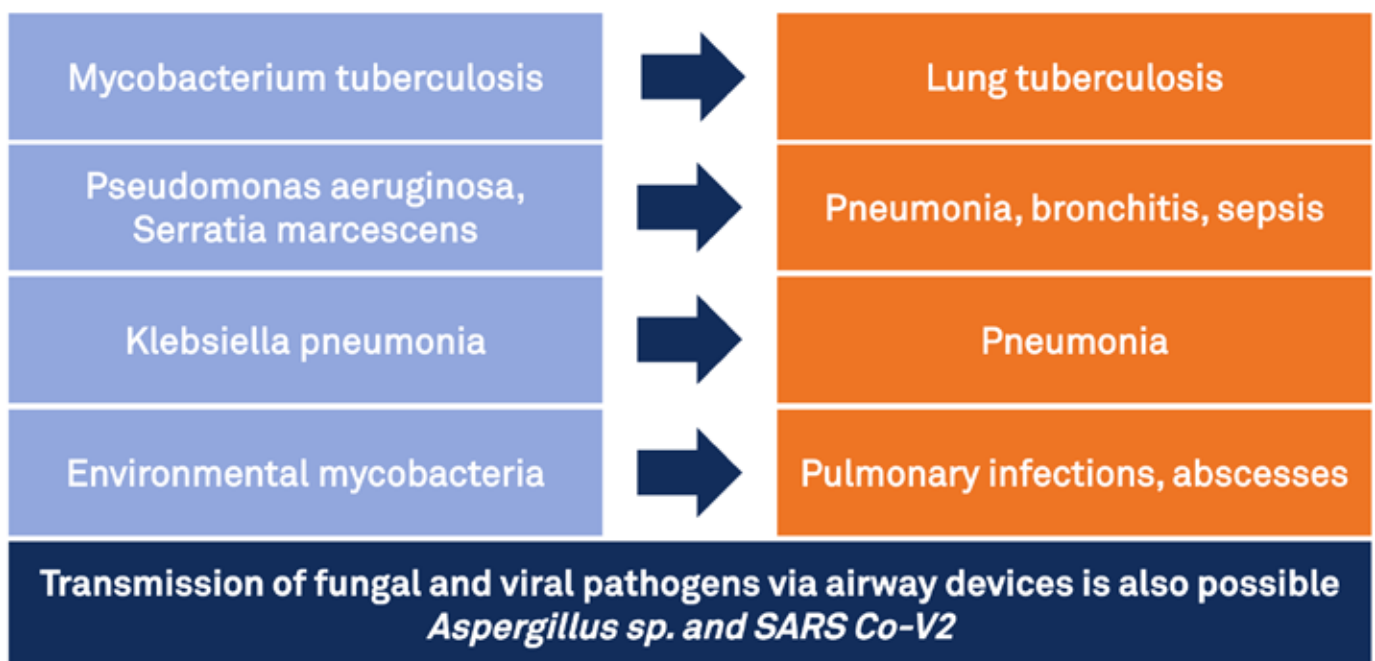 Mycobacterium tuberculosis
Lung tuberculosis
Pseudomonas aeruginosa,
Serratia marcescens
Pneumonia, bronchitis, sepsis
Klebsiella pneumonia
Pneumonia
Environmental mycobacteria
Pulmonary infections, abscesses
Transmission of fungal and viral pathogens via airway devices is also possible
Aspergillus sp. and SARS Co-V2